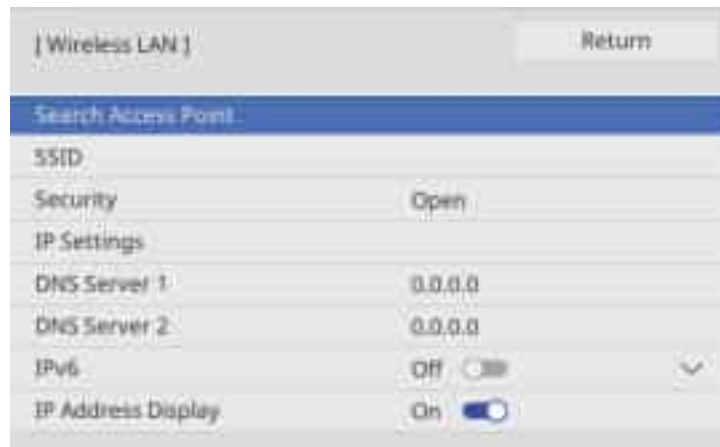 [ Wireless LAN ]
Return
Search Access Point
SSID
Security Open
IP Settings
DNS Server 1 0.0.0.0
DNS Server 2 0.0.0.0
IPv6 Off
IP Address Display On